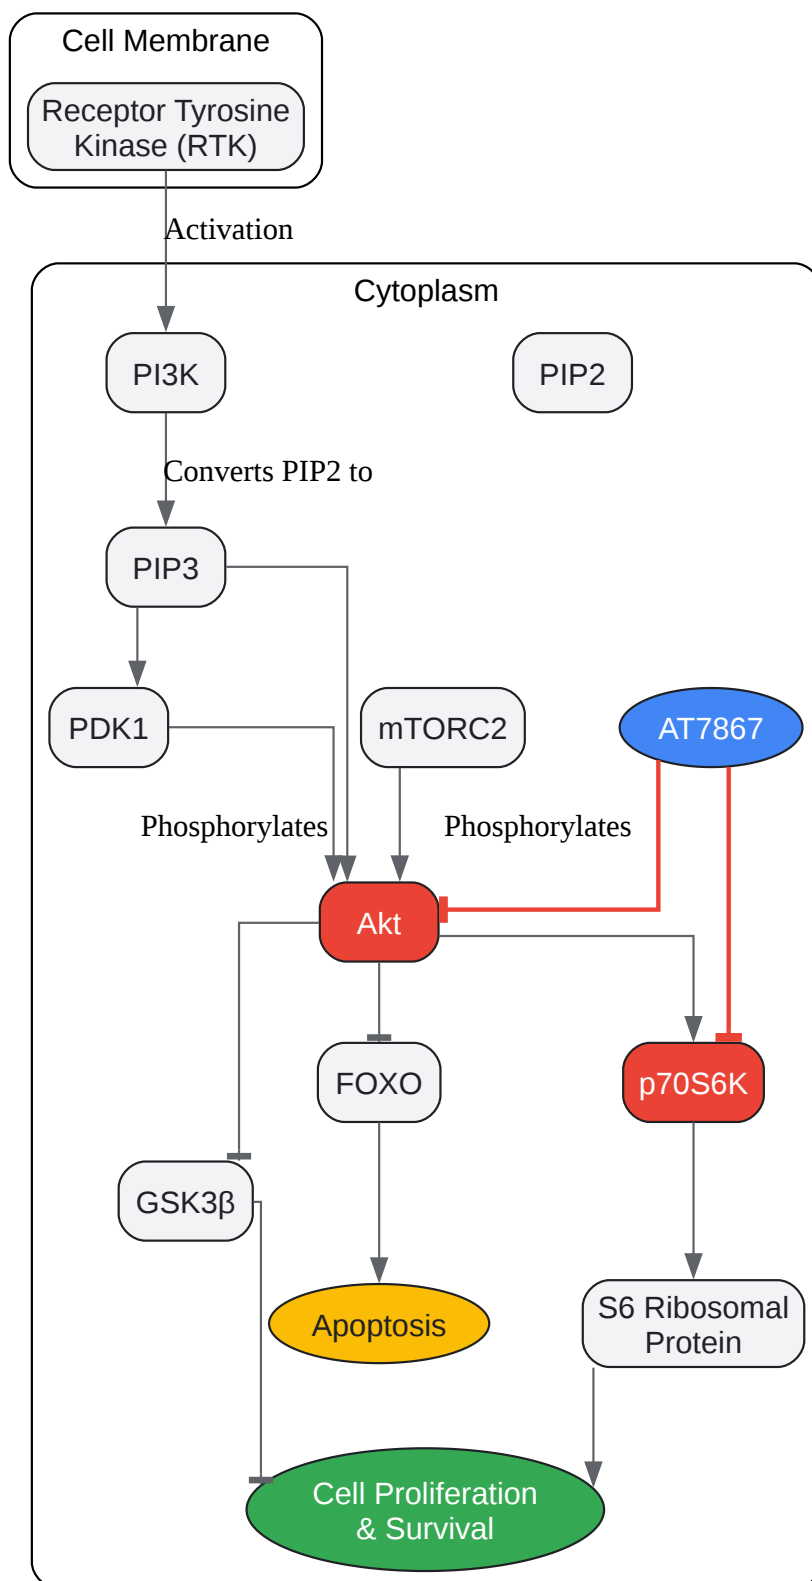 Cell Membrane
Receptor Tyrosine
Kinase (RTK)
Activation
Cytoplasm
PI3K
PIP2
Converts PIP2 to
PIP3
PDK1
mTORC2
AT7867
Phosphorylates
Phosphorylates
Akt
FOXO
p70S6K
GSK3β
Apoptosis
S6 Ribosomal
Protein
Cell Proliferation
& Survival